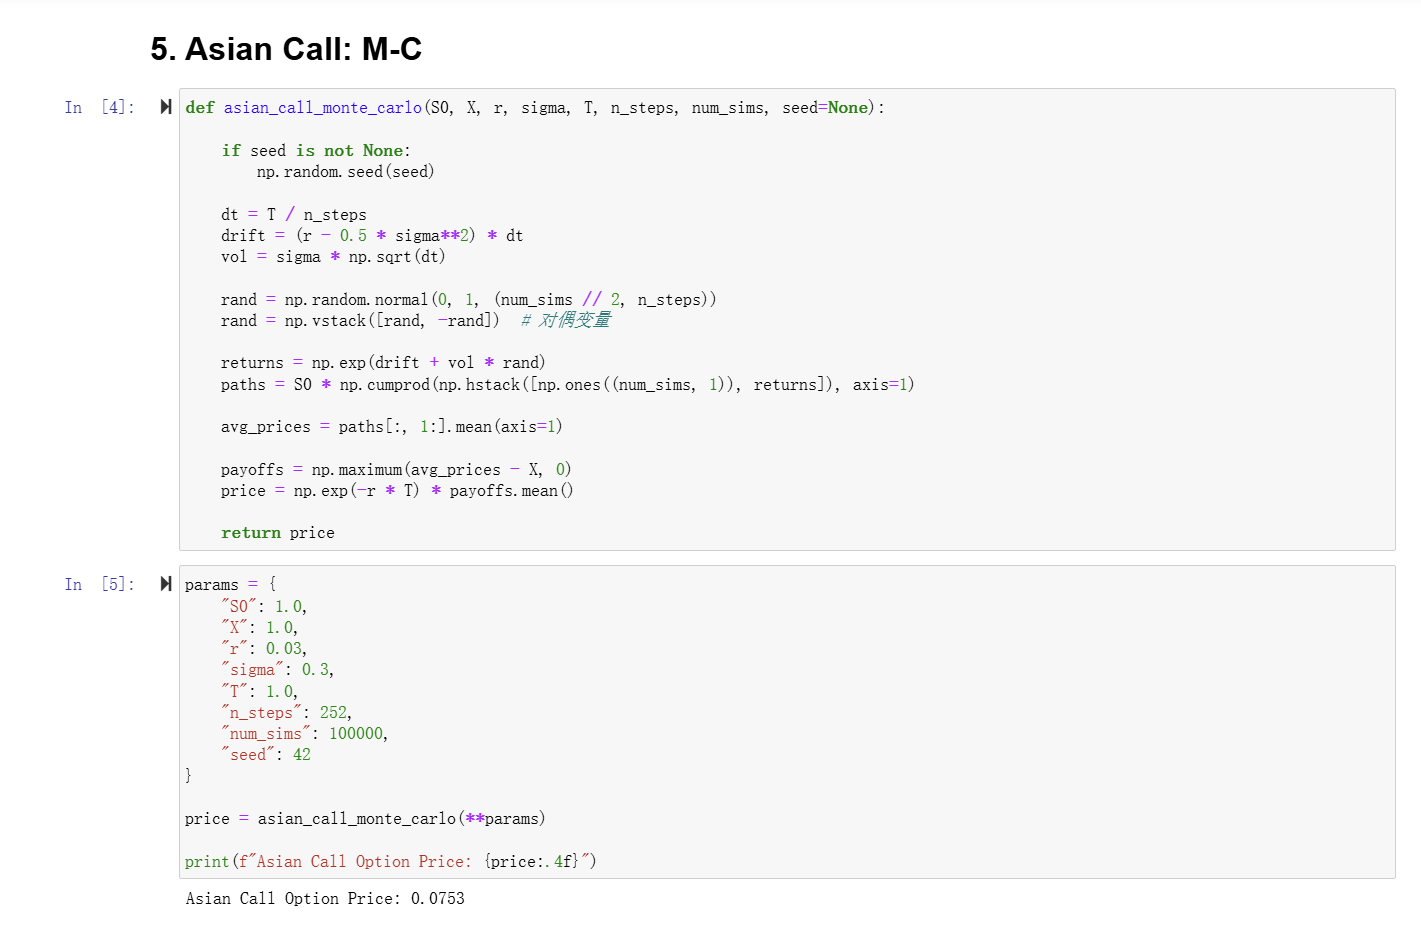 5. Asian Call: M-C
In [4]:
def asian_call_monte_carlo(S0, X, r, sigma, T, n_steps, num_sims, seed=None):
    if seed is not None:
        np.random.seed(seed)
    dt = T / n_steps
    drift = (r - 0.5 * sigma**2) * dt
    vol = sigma * np.sqrt(dt)
    rand = np.random.normal(0, 1, (num_sims // 2, n_steps))
    rand = np.vstack([rand, -rand])  # 对偶变量
    returns = np.exp(drift + vol * rand)
    paths = S0 * np.cumprod(np.hstack([np.ones((num_sims, 1)), returns]), axis=1)
    avg_prices = paths[:, 1:].mean(axis=1)
    payoffs = np.maximum(avg_prices - X, 0)
    price = np.exp(-r * T) * payoffs.mean()
    return price
In [5]:
params = {
    "S0": 1.0,
    "X": 1.0,
    "r": 0.03,
    "sigma": 0.3,
    "T": 1.0,
    "n_steps": 252,
    "num_sims": 100000,
    "seed": 42
}
price = asian_call_monte_carlo(**params)
print(f"Asian Call Option Price: {price:.4f}")
Asian Call Option Price: 0.0753